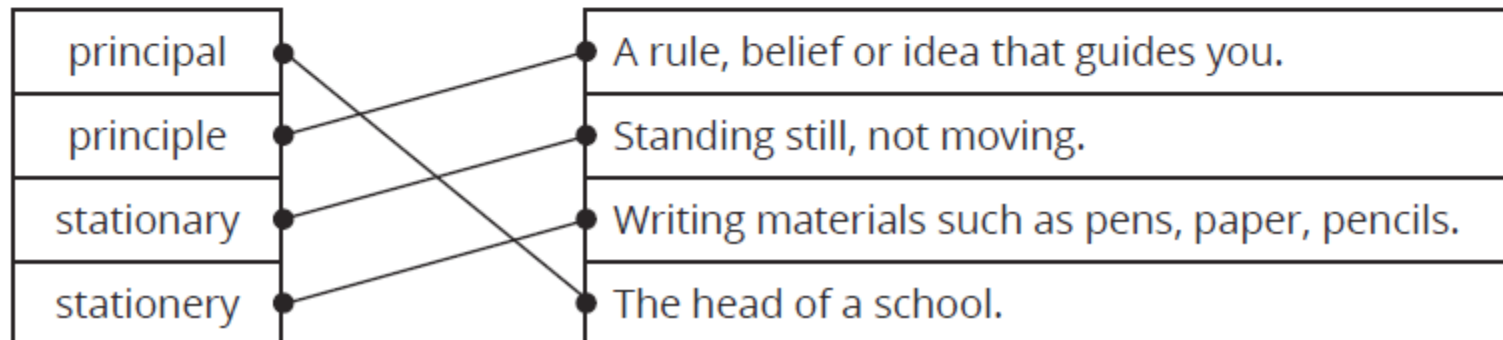 principal
A rule, belief or idea that guides you.
principle
Standing still, not moving.
stationary
Writing materials such as pens, paper, pencils.
stationery
The head of a school.